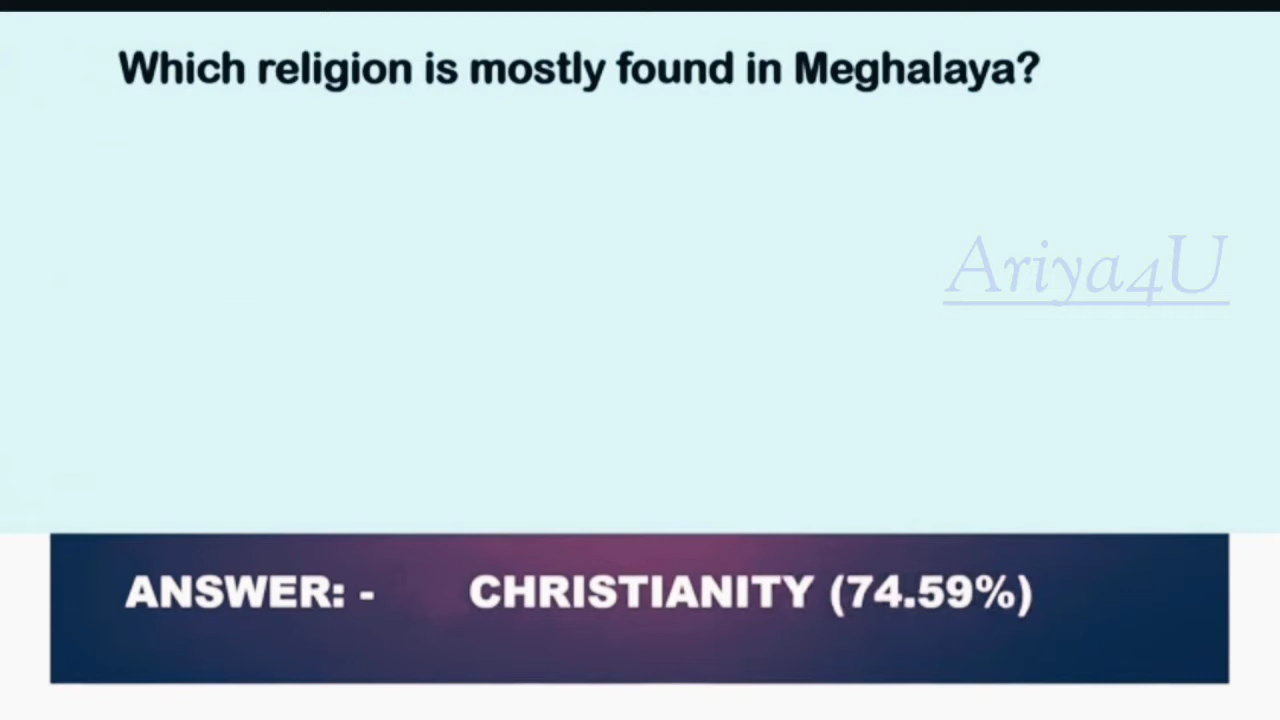 Which religion is mostly found in Meghalaya?
Ariya4U
ANSWER: - CHRISTIANITY (74.59%)